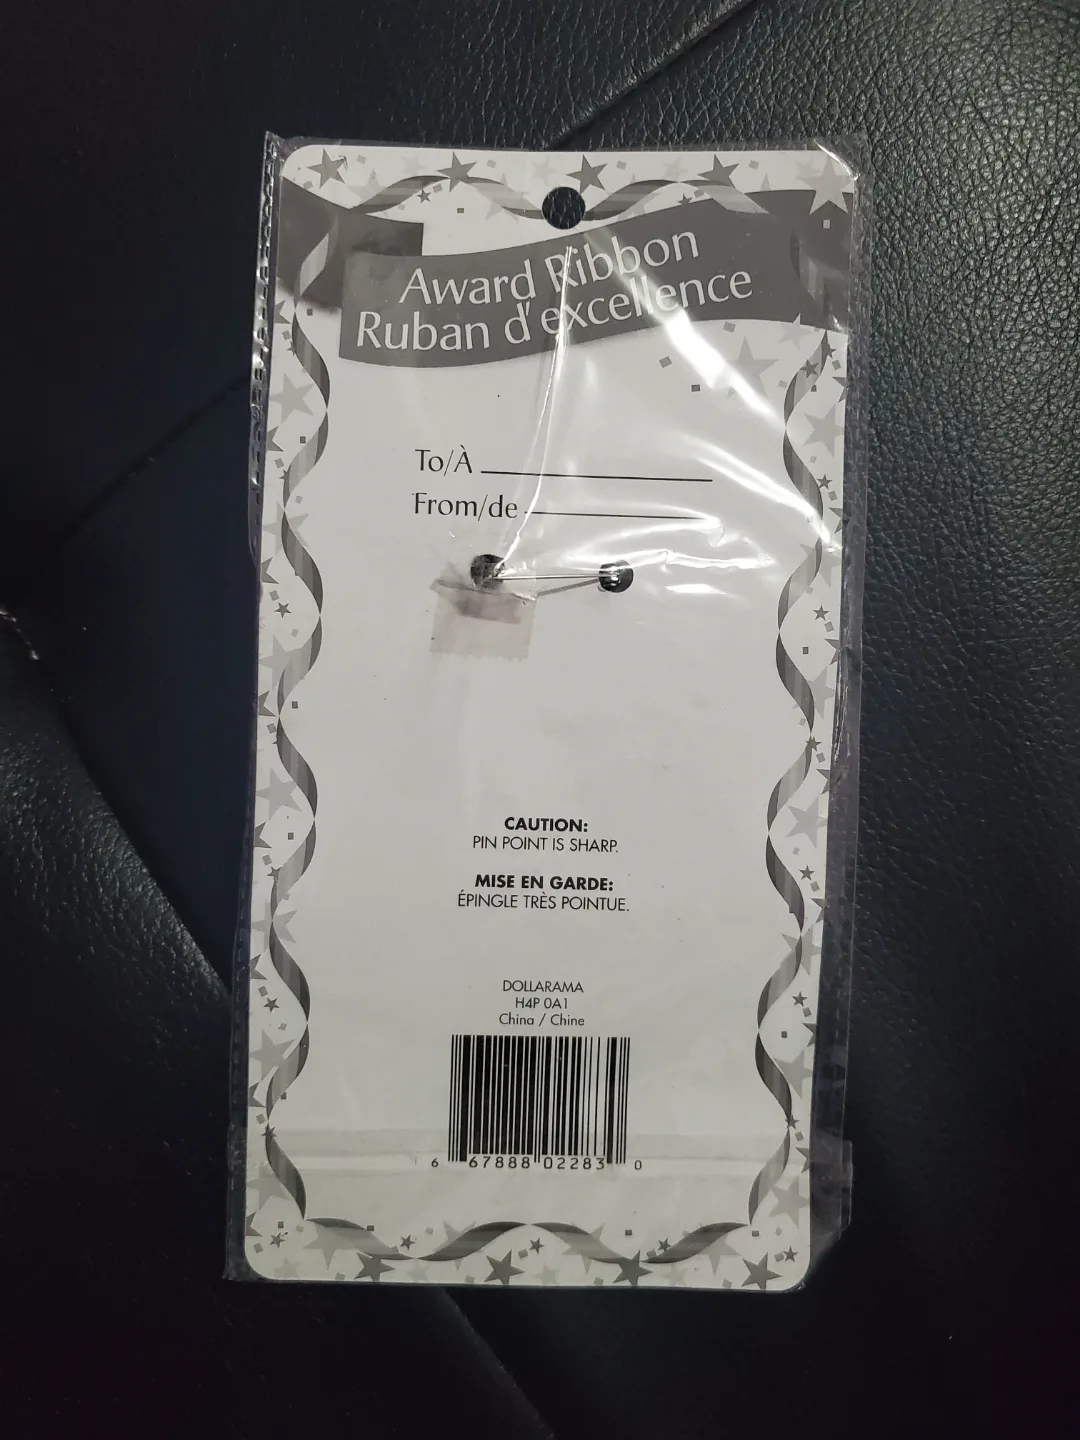 Award Ribbon
Ruban d'excellence
To/À
From/de
CAUTION:
PIN POINT IS SHARP.
MISE EN GARDE:
ÉPINGLE TRÈS POINTUE.
DOLLARAMA
H4P 0A1
China / Chine
6 67888 02283 0